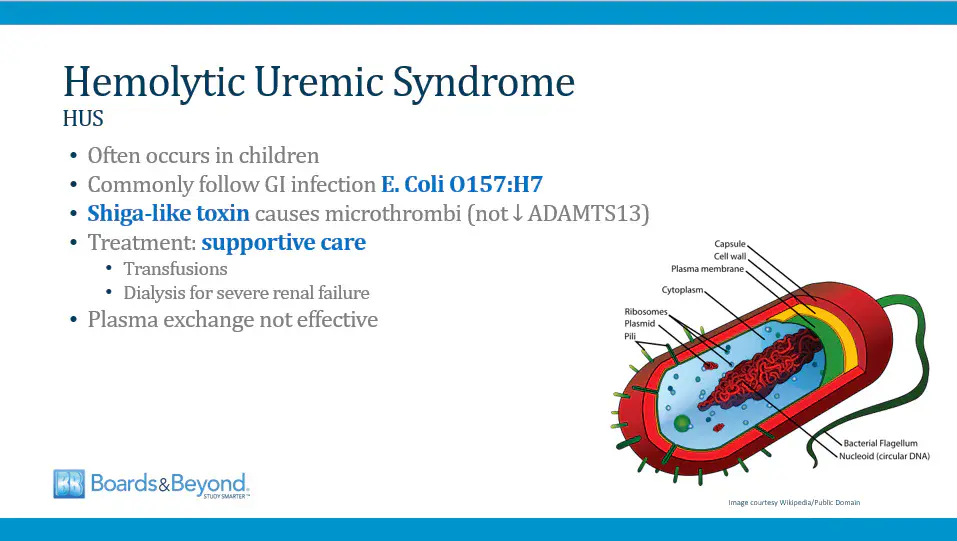 Hemolytic Uremic Syndrome
HUS
• Often occurs in children
• Commonly follow GI infection E. Coli O157:H7
• Shiga-like toxin causes microthrombi (not↓ADAMTS13)
• Treatment: supportive care
• Transfusions
• Dialysis for severe renal failure
• Plasma exchange not effective
Capsule
Cell wall
Plasma membrane
Cytoplasm
Ribosomes
Plasmid
Pili
Bacterial Flagellum
Nucleoid (circular DNA)
BB Boards&Beyond.
STUDY SMARTER ™
Image courtesy Wikipedia/Public Domain